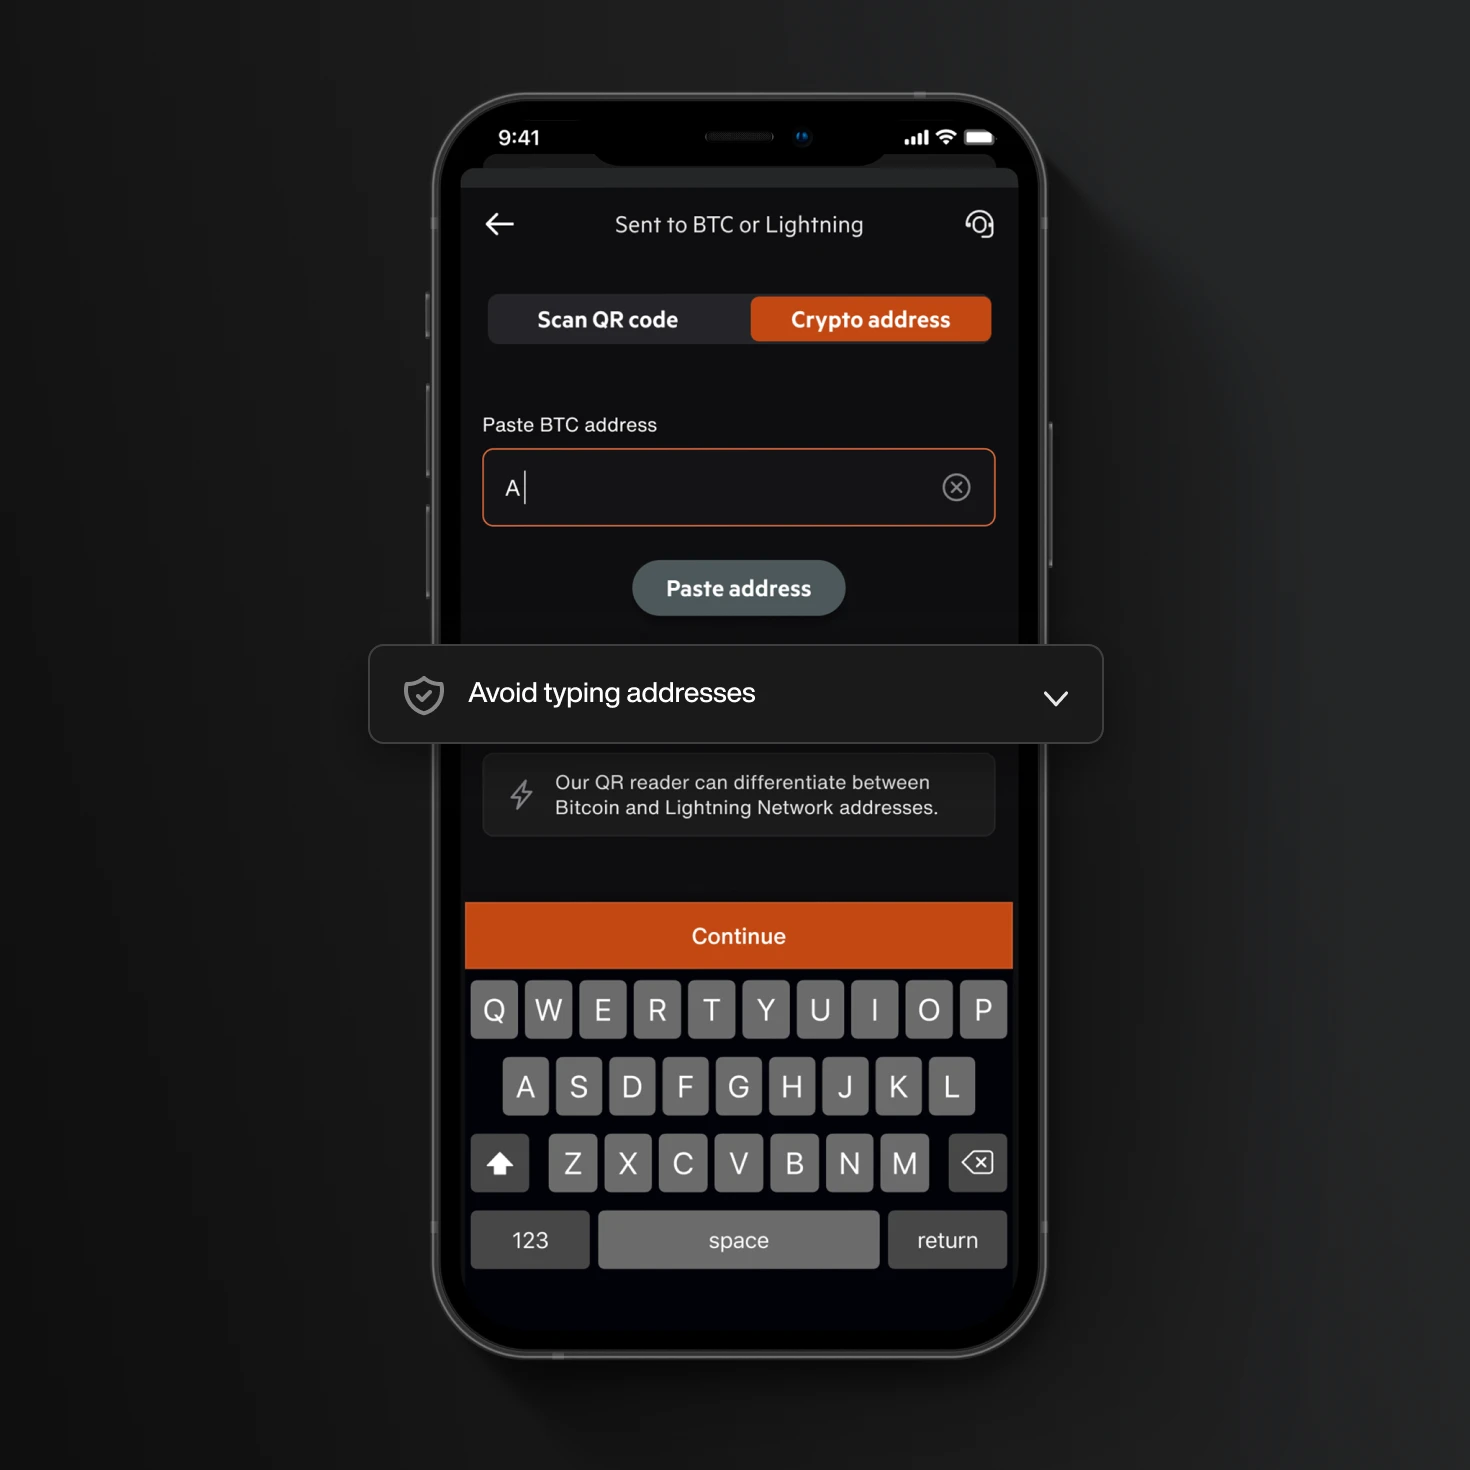 9:41
Sent to BTC or Lightning
Scan QR code
Crypto address
Paste BTC address
A
Paste address
Avoid typing addresses
Our QR reader can differentiate between
Bitcoin and Lightning Network addresses.
Continue
Q W E R T Y U I O P
A S D F G H J K L
Z X C V B N M
123 space return